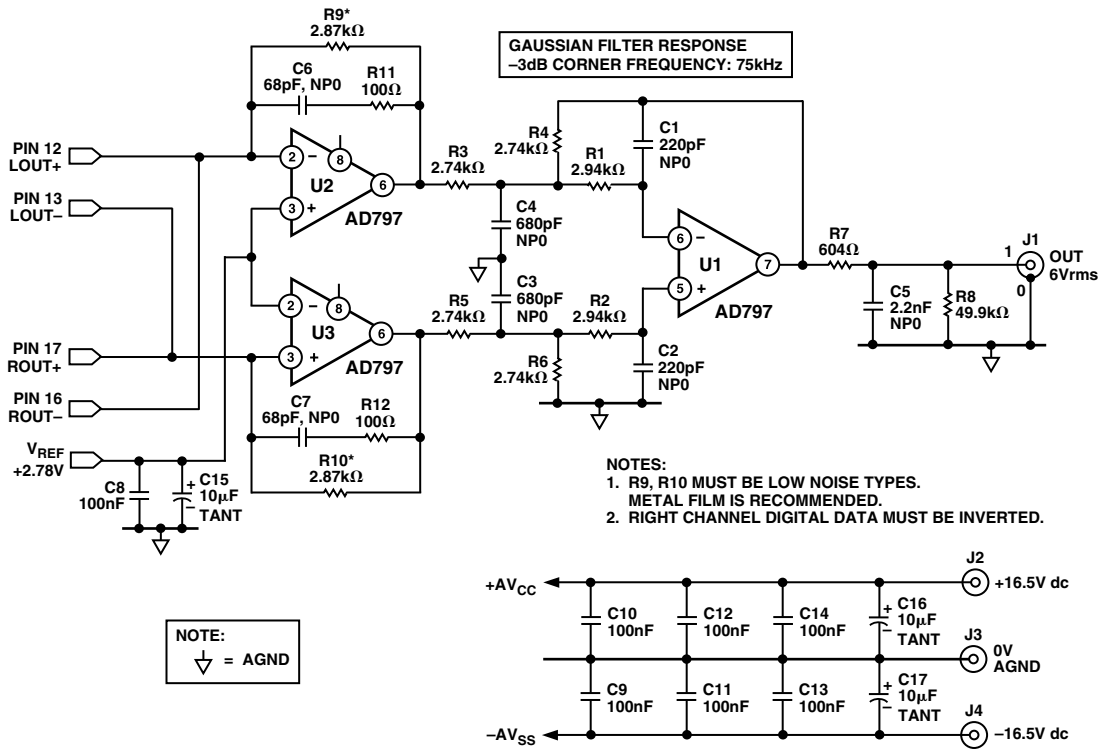 R9*
2.87kΩ
GAUSSIAN FILTER RESPONSE
–3dB CORNER FREQUENCY: 75kHz
C6
68pF, NP0
R11
100Ω
PIN 12
LOUT+
2
–
8
U2
6
3
+
AD797
PIN 13
LOUT–
R3
2.74kΩ
R4
2.74kΩ
R1
2.94kΩ
C1
220pF
NP0
C4
680pF
NP0
6
–
U1
7
5
+
AD797
R7
604Ω
1
J1
OUT
6Vrms
0
C5
2.2nF
NP0
R8
49.9kΩ
C3
680pF
NP0
R5
2.74kΩ
R2
2.94kΩ
R6
2.74kΩ
C2
220pF
NP0
2
–
8
U3
6
3
+
AD797
PIN 17
ROUT+
PIN 16
ROUT–
C7
68pF, NP0
R12
100Ω
R10*
2.87kΩ
VREF
+2.78V
C8
100nF
+
–
C15
10μF
TANT
NOTES:
1. R9, R10 MUST BE LOW NOISE TYPES.
METAL FILM IS RECOMMENDED.
2. RIGHT CHANNEL DIGITAL DATA MUST BE INVERTED.
+AVCC
J2
+16.5V dc
C10
100nF
C12
100nF
C14
100nF
+
–
C16
10μF
TANT
J3
0V
AGND
C9
100nF
C11
100nF
C13
100nF
+
–
C17
10μF
TANT
–AVSS
J4
–16.5V dc
NOTE:
= AGND